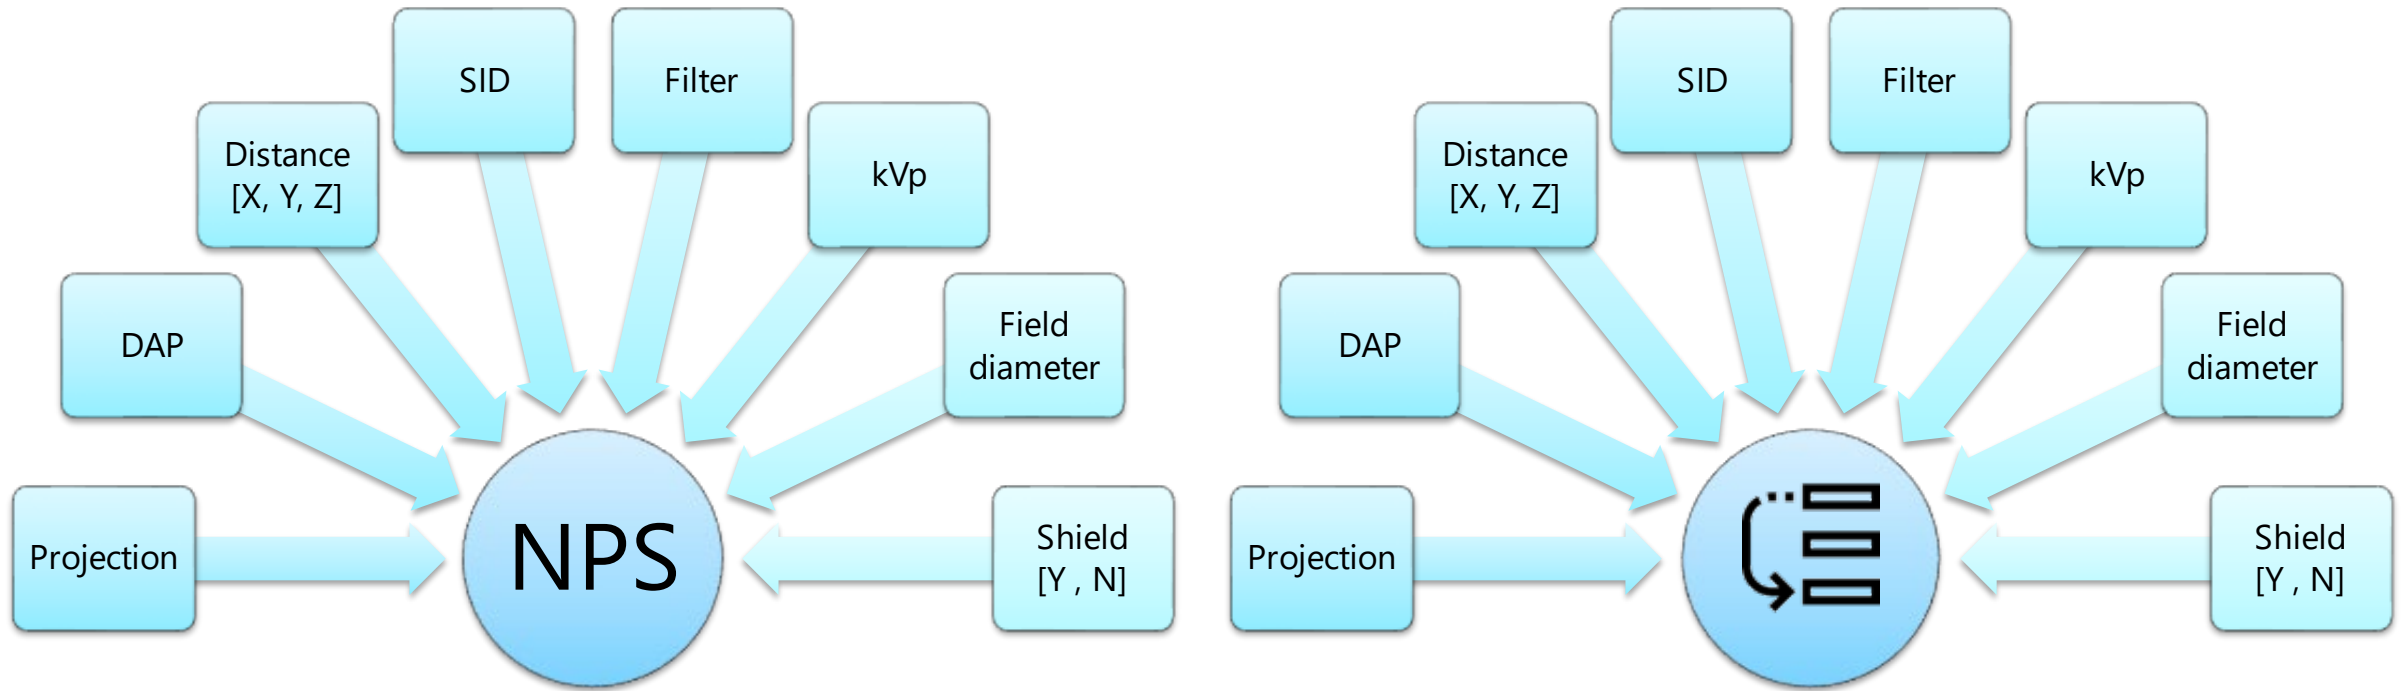 SID
Filter
Distance
[X, Y, Z]
kVp
DAP
Field
diameter
Projection
NPS
Shield
[Y , N]
SID
Filter
Distance
[X, Y, Z]
kVp
DAP
Field
diameter
Projection
Shield
[Y , N]